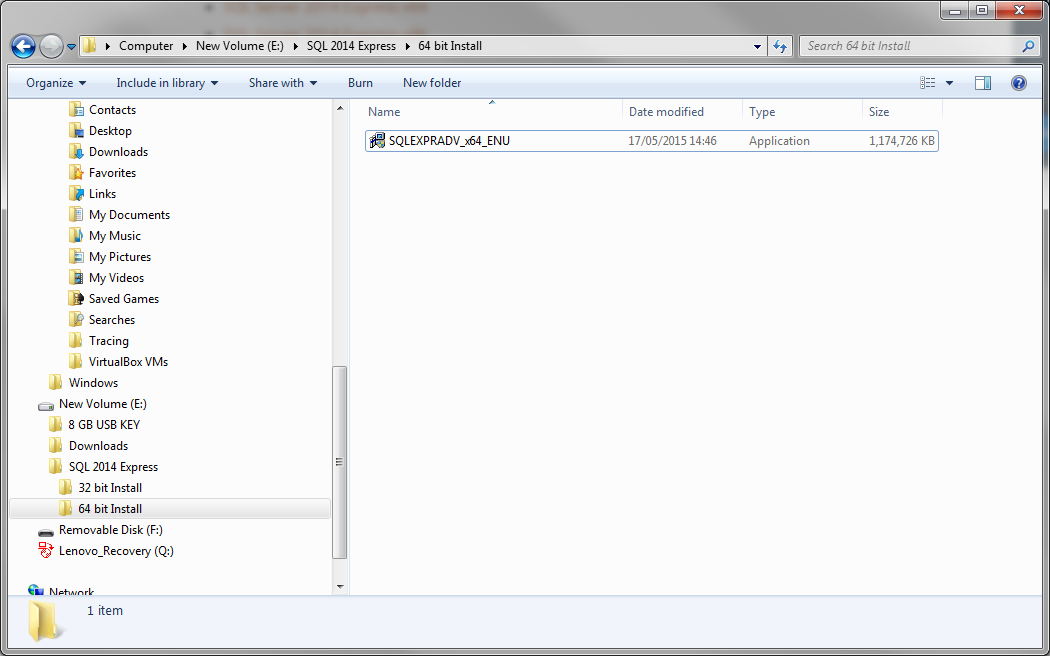 Computer New Volume (E:) SQL 2014 Express 64 bit Install Search 64 bit Install
Organize Include in library Share with Burn New folder
Contacts
Desktop
Downloads
Favorites
Links
My Documents
My Music
My Pictures
My Videos
Saved Games
Searches
Tracing
VirtualBox VMs
Windows
New Volume (E:)
8 GB USB KEY
Downloads
SQL 2014 Express
32 bit Install
64 bit Install
Removable Disk (F:)
Lenovo_Recovery (Q:)
Network
Name Date modified Type Size
SQLEXPRADV_x64_ENU 17/05/2015 14:46 Application 1,174,726 KB
1 item